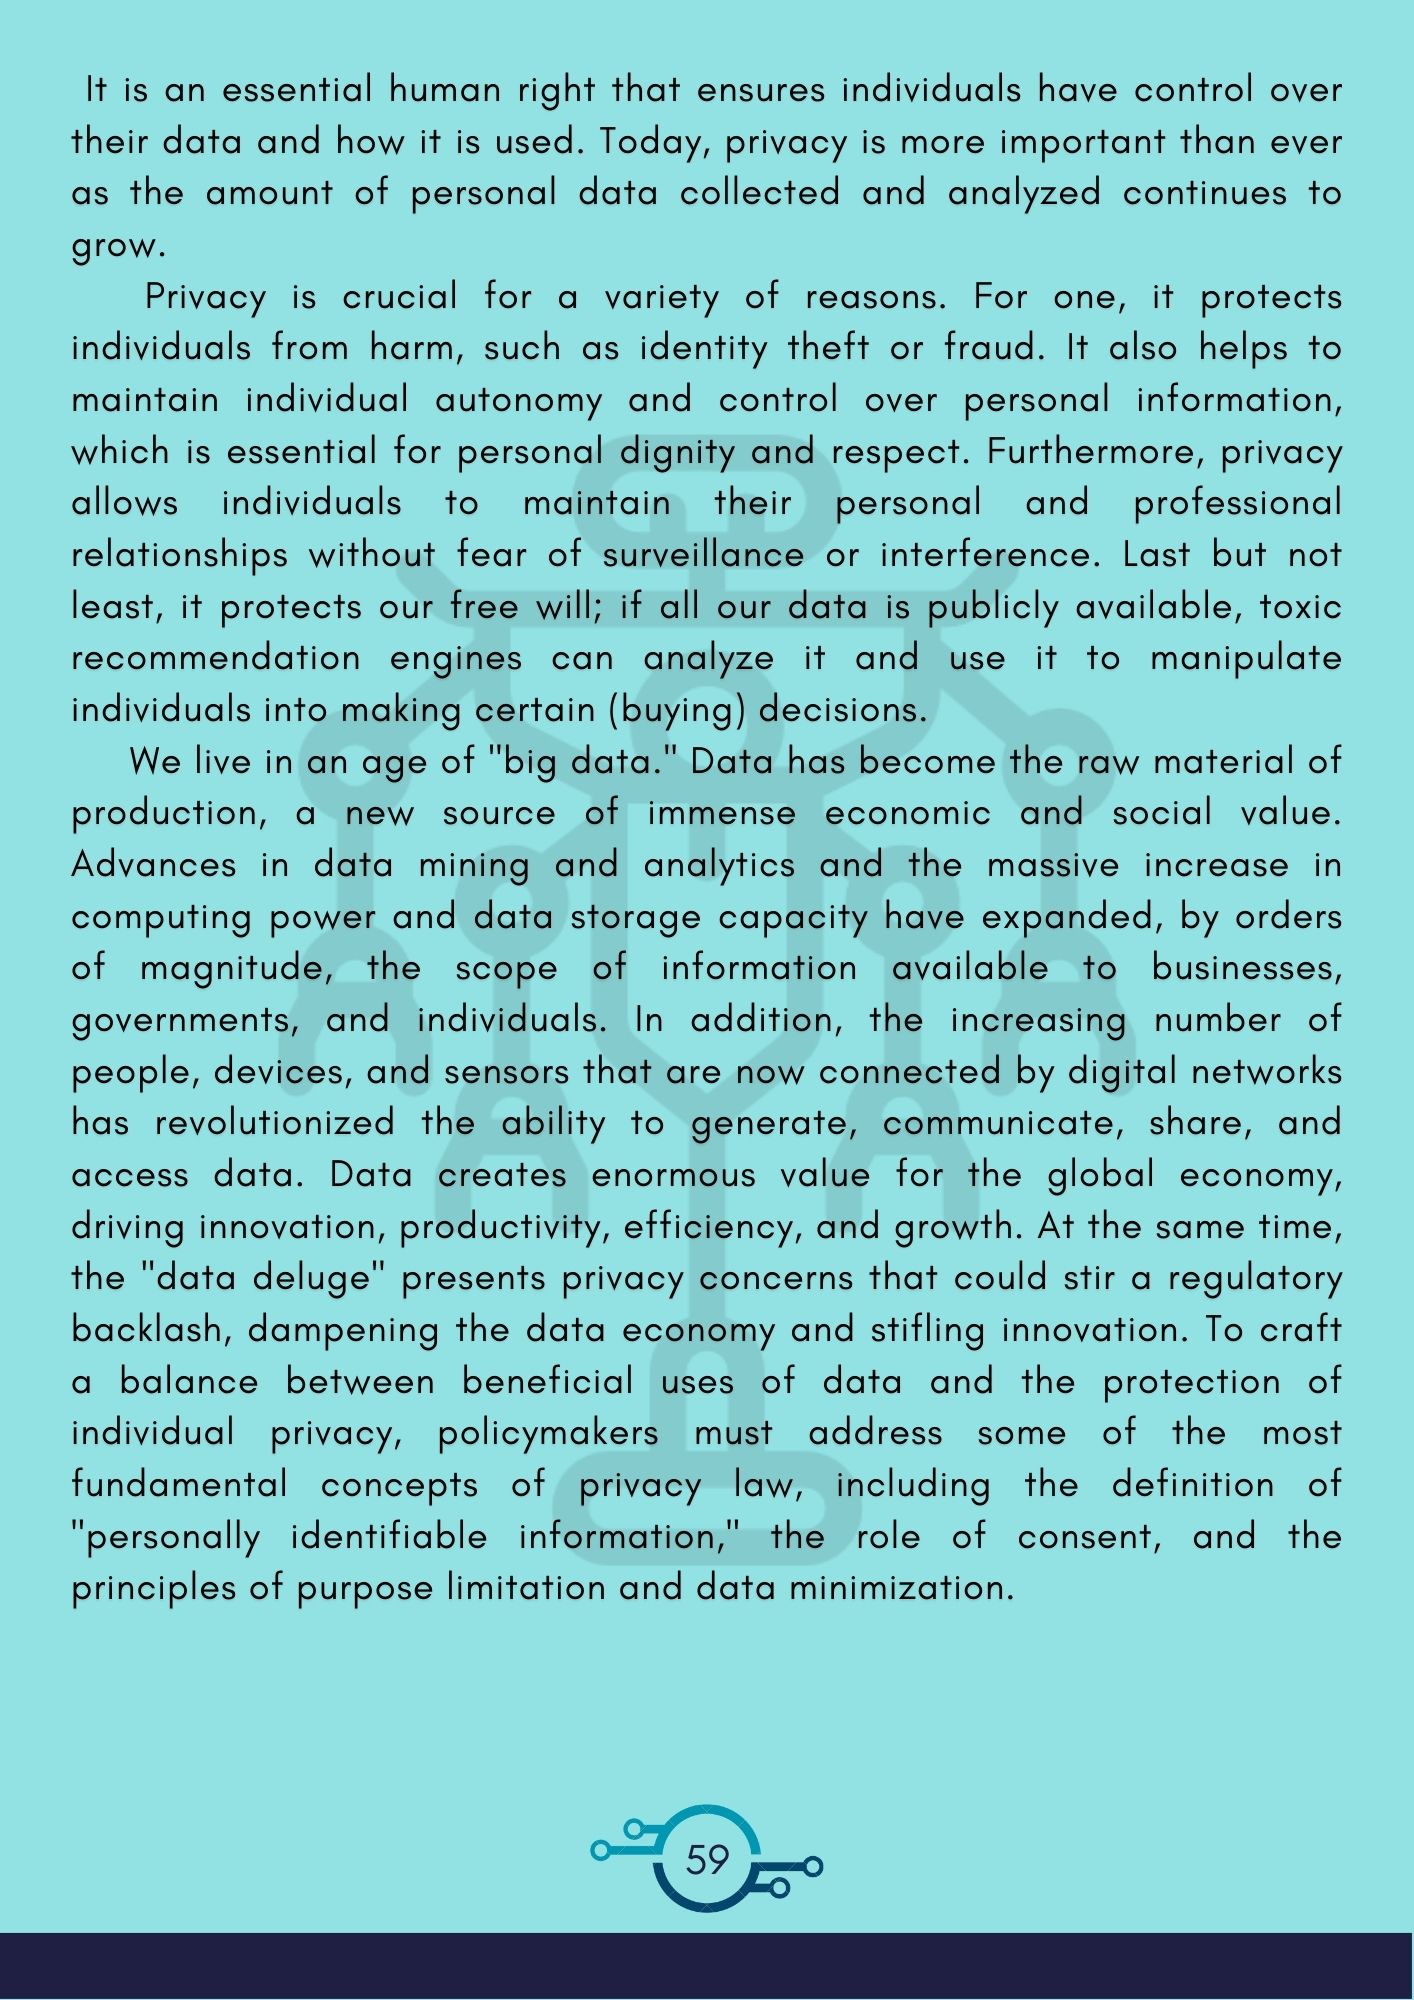 It is an essential human right that ensures individuals have control over
their data and how it is used. Today, privacy is more important than ever
as the amount of personal data collected and analyzed continues to
grow.
Privacy is crucial for a variety of reasons. For one, it protects
individuals from harm, such as identity theft or fraud. It also helps to
maintain individual autonomy and control over personal information,
which is essential for personal dignity and respect. Furthermore, privacy
allows individuals to maintain their personal and professional
relationships without fear of surveillance or interference. Last but not
least, it protects our free will; if all our data is publicly available, toxic
recommendation engines can analyze it and use it to manipulate
individuals into making certain (buying) decisions.
We live in an age of "big data." Data has become the raw material of
production, a new source of immense economic and social value.
Advances in data mining and analytics and the massive increase in
computing power and data storage capacity have expanded, by orders
of magnitude, the scope of information available to businesses,
governments, and individuals. In addition, the increasing number of
people, devices, and sensors that are now connected by digital networks
has revolutionized the ability to generate, communicate, share, and
access data. Data creates enormous value for the global economy,
driving innovation, productivity, efficiency, and growth. At the same time,
the "data deluge" presents privacy concerns that could stir a regulatory
backlash, dampening the data economy and stifling innovation. To craft
a balance between beneficial uses of data and the protection of
individual privacy, policymakers must address some of the most
fundamental concepts of privacy law, including the definition of
"personally identifiable information," the role of consent, and the
principles of purpose limitation and data minimization.
59